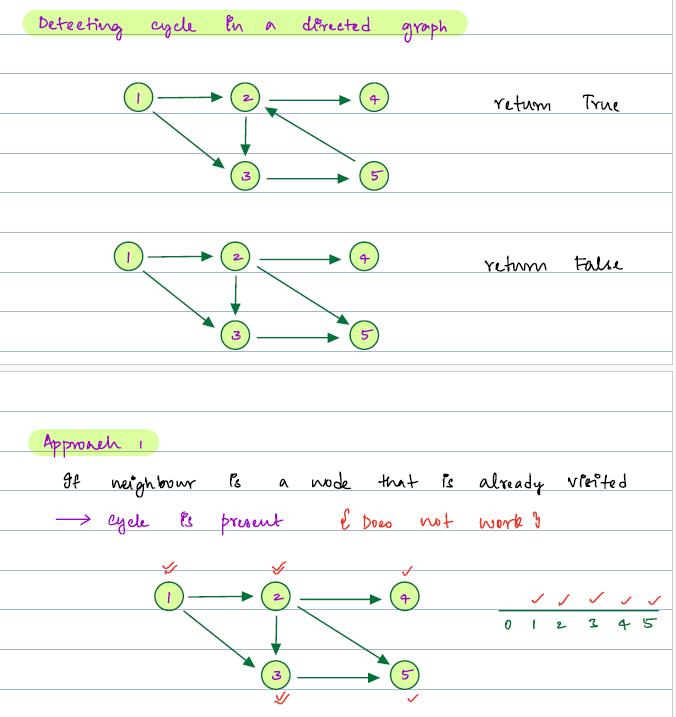 Detecting cycle in a directed graph
1 2 4
return True
3 5
1 2 4
return False
3 5
Approach 1
If neighbour is a node that is already visited
→ cycle is present { Does not work }
1 2 4
0 1 2 3 4 5
3 5